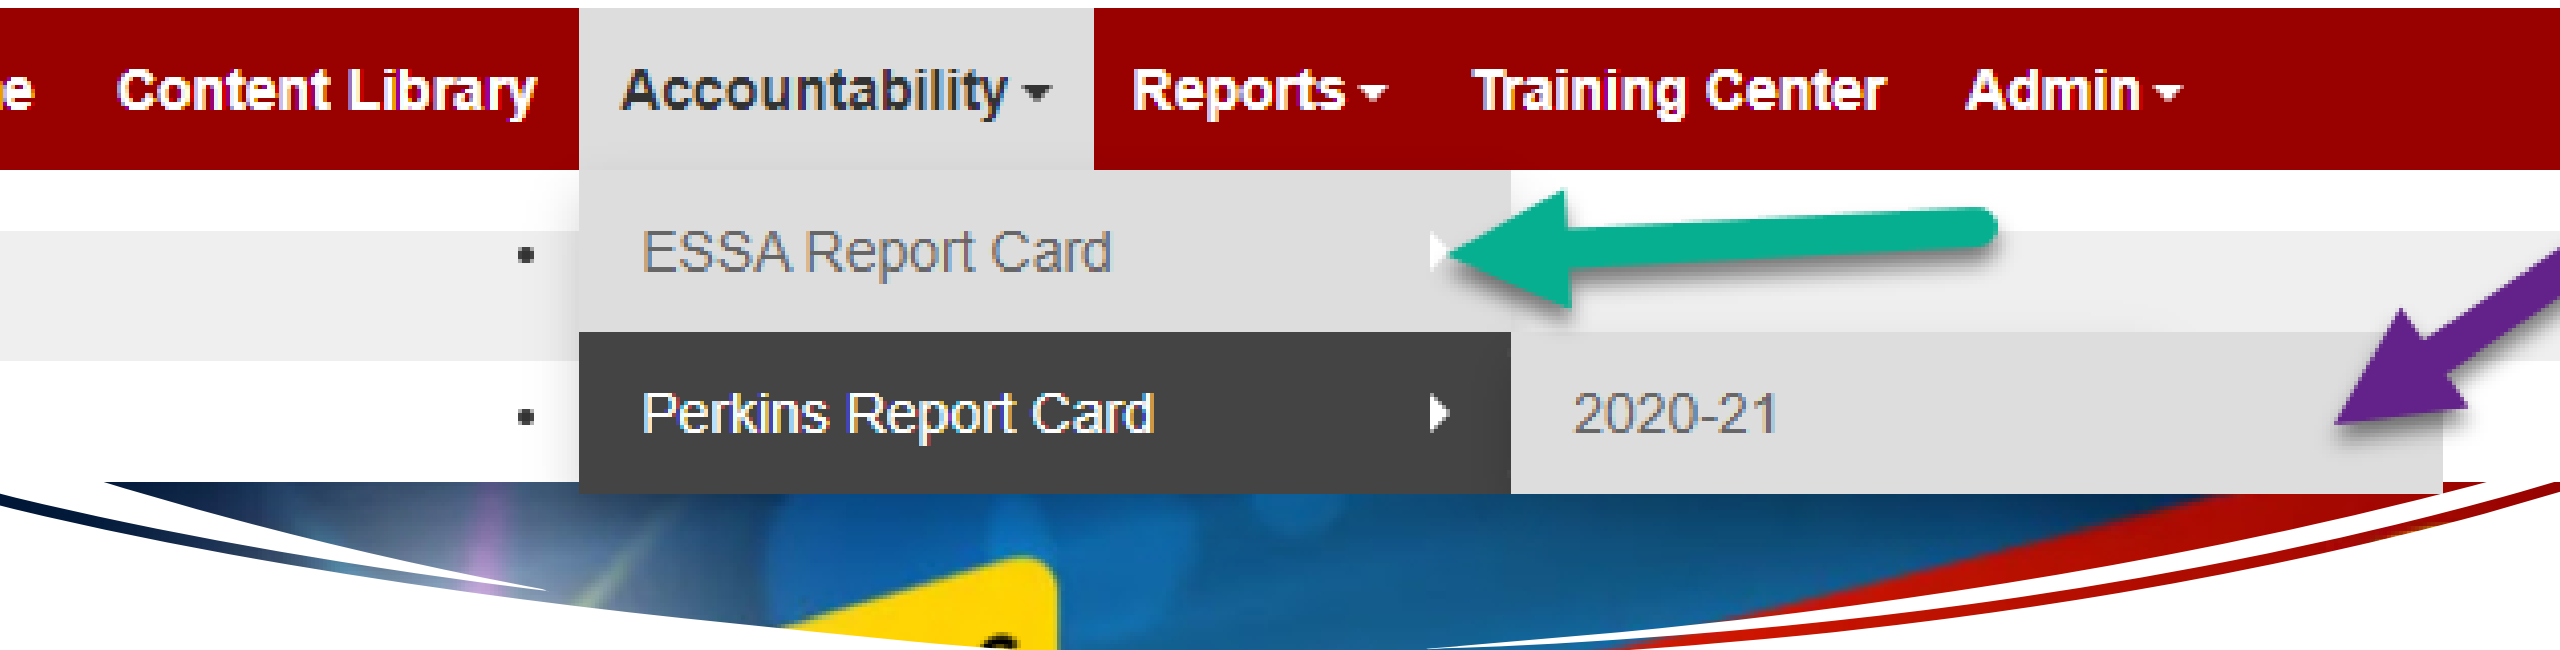 e Content Library Accountability Reports Training Center Admin
• ESSA Report Card
• Perkins Report Card 2020-21